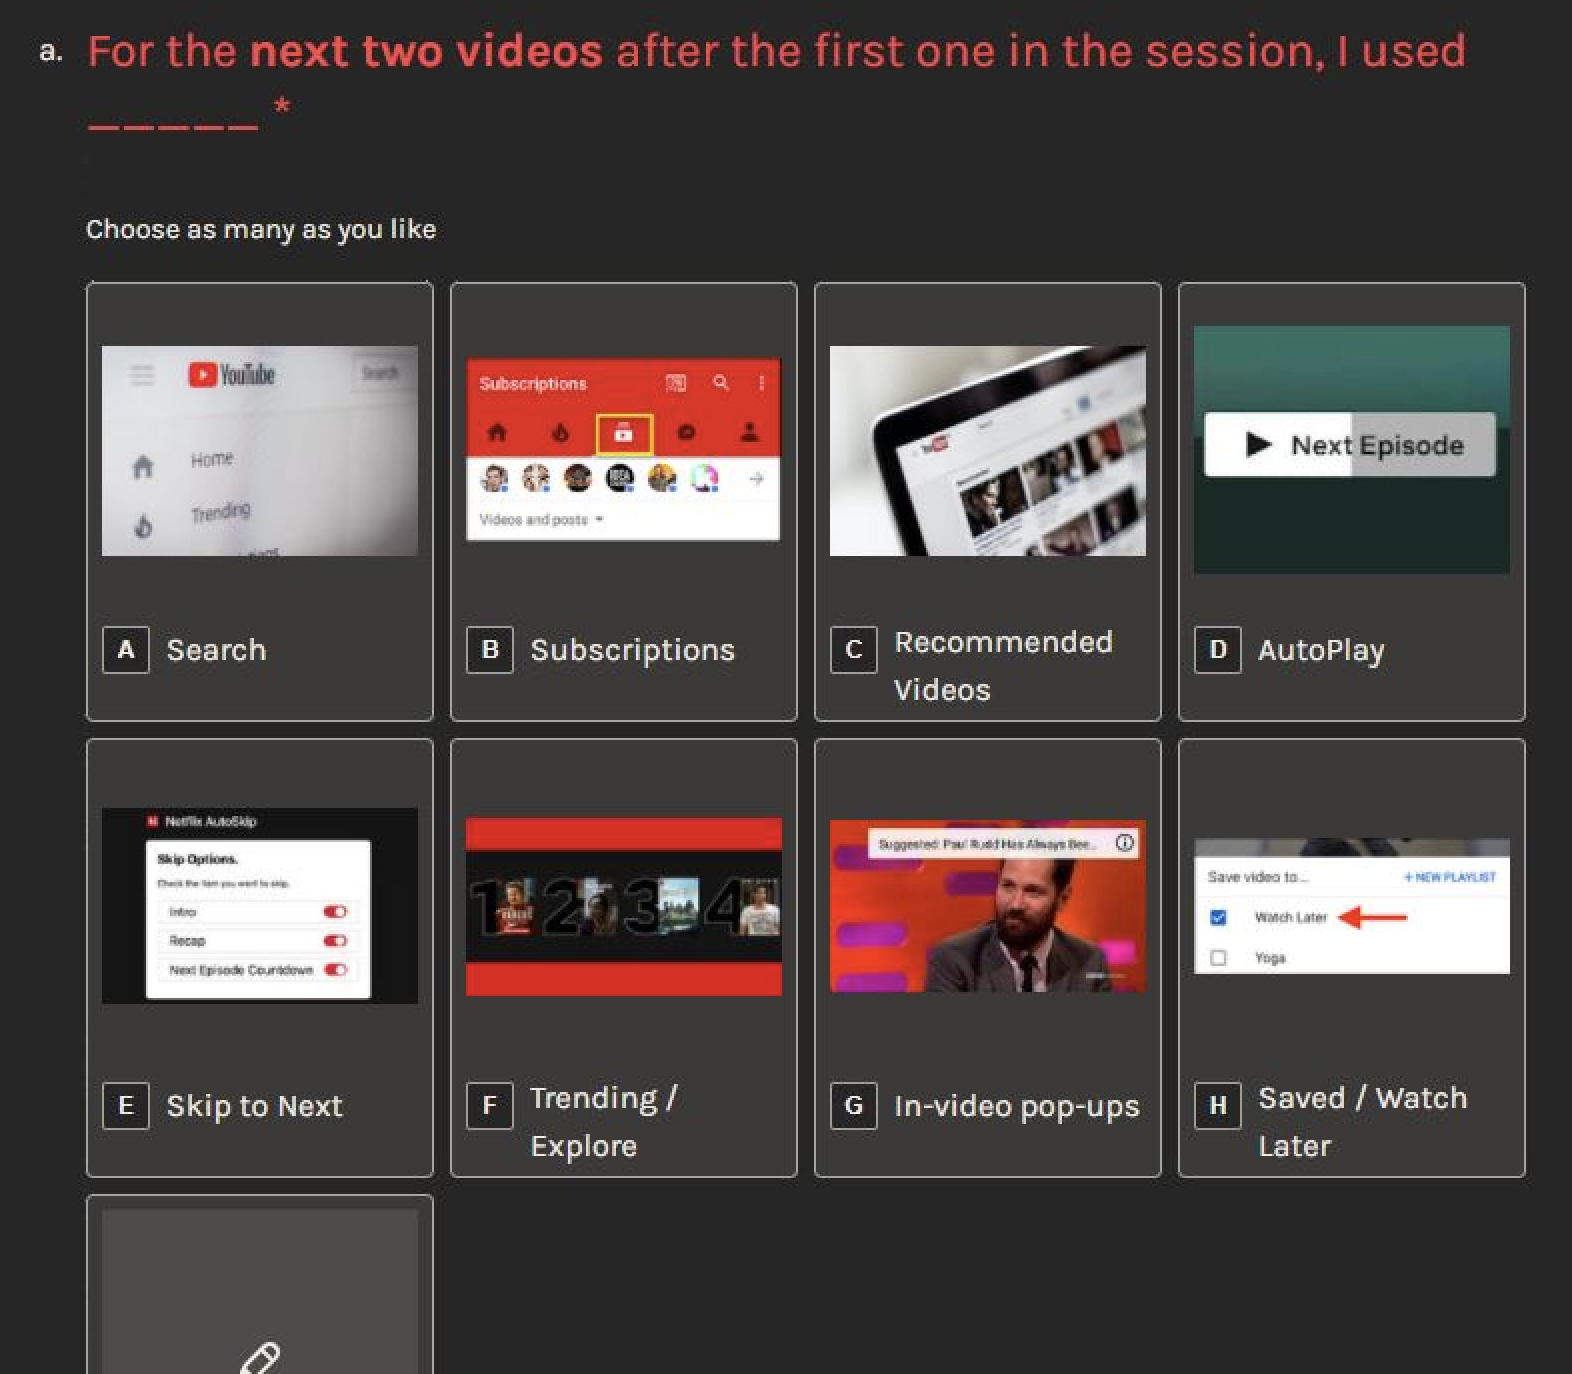 a. For the next two videos after the first one in the session, I used
_____ *
Choose as many as you like
YouTube
Search
Home
Trending
Subscriptions
Videos and posts
Next Episode
A Search
B Subscriptions
C Recommended
Videos
D AutoPlay
Netflix AutoSkip
Skip Options.
Check the item you want to skip.
Intro
Recap
Next Episode Countdown
1 2 3 4
Suggested: Paul Rudd Has Always Bee...
Save video to...
+ NEW PLAYLIST
Watch Later
Yoga
E Skip to Next
F Trending /
Explore
G In-video pop-ups
H Saved / Watch
Later